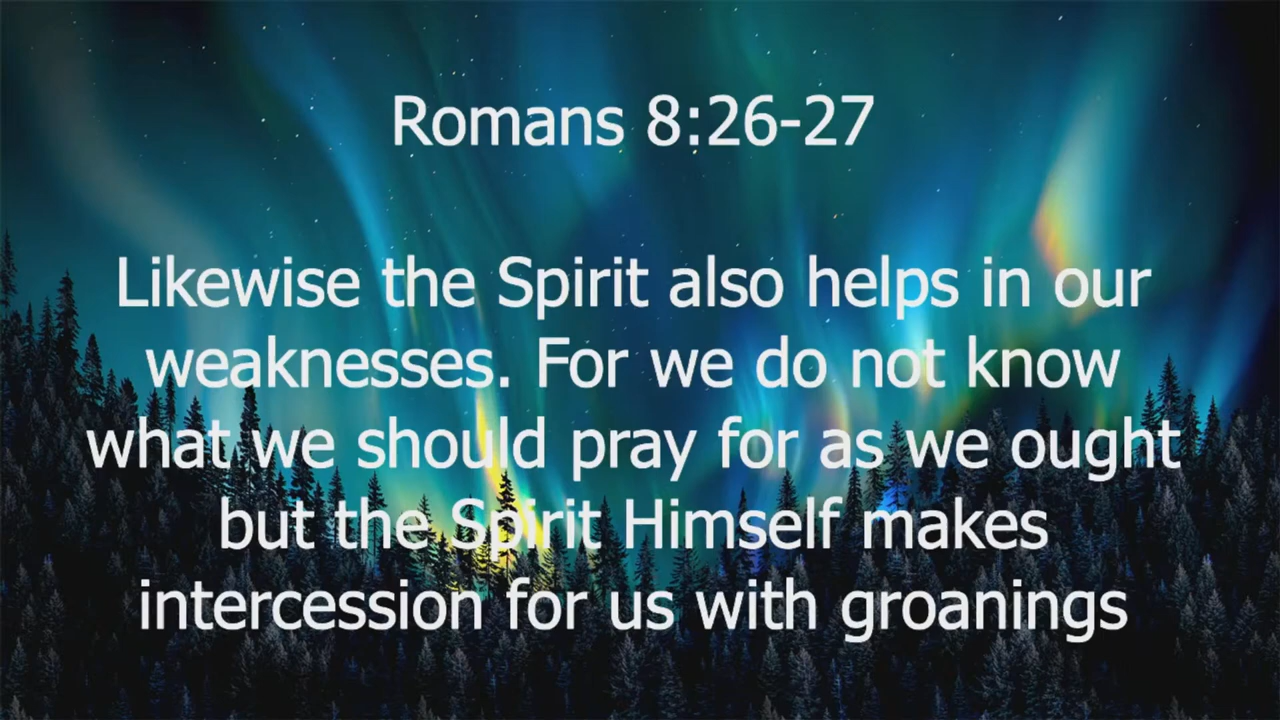 Romans 8:26-27
Likewise the Spirit also helps in our
weaknesses. For we do not know
what we should pray for as we ought
but the Spirit Himself makes
intercession for us with groanings